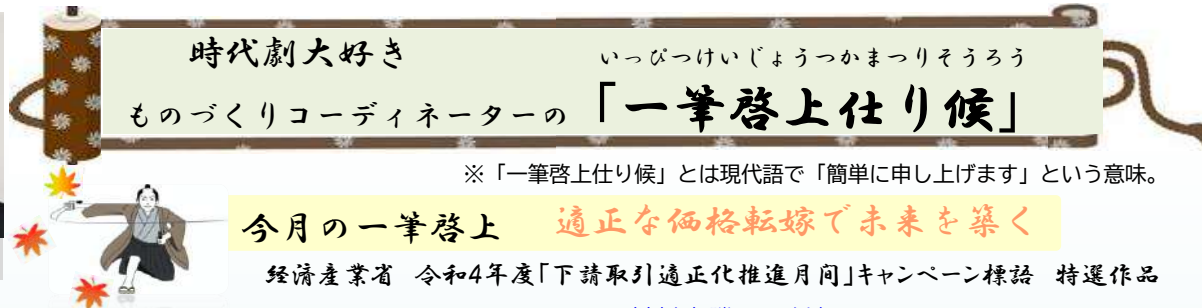 時代劇大好き
いっぴつけいじょうつかまつりそうろう
ものづくりコーディネーターの「一筆啓上仕り候」
※「一筆啓上仕り候」とは現代語で「簡単に申し上げます」という意味。
今月の一筆啓上 適正な価格転嫁で未来を築く
経済産業省 令和4年度「下請取引適正化推進月间」キャンペーン標語 特選作品